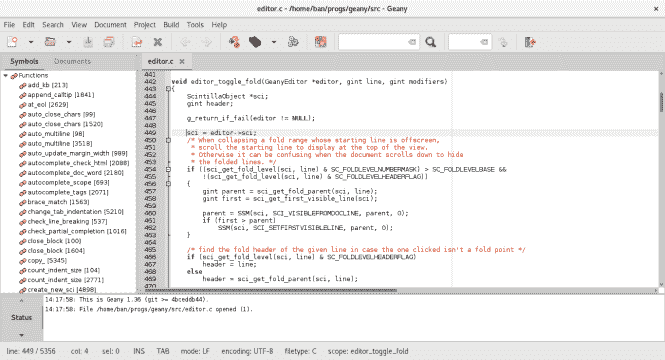 editor.c - /home/ban/progs/geany/src - Geany
File Edit Search View Document Project Build Tools Help
Symbols Documents
Functions
add_kb [213]
append_calltip [1841]
at_eol [2629]
auto_close_chars [99]
auto_close_chars [1520]
auto_multiline [98]
auto_multiline [3518]
auto_update_margin_width [989]
autocomplete_check_html [2088]
autocomplete_doc_word [2180]
autocomplete_scope [693]
autocomplete_tags [2071]
brace_match [1563]
change_tab_indentation [5210]
check_line_breaking [537]
check_partial_completion [1016]
close_block [100]
close_block [1604]
copy_ [5345]
count_indent_size [104]
count_indent_size [2771]
create_new_sci [4898]
editor.c
441
442 void editor_toggle_fold(GeanyEditor *editor, gint line, gint modifiers)
443 {
444 ScintillaObject *sci;
445 gint header;
446
447 g_return_if_fail(editor != NULL);
448
449 sci = editor->sci;
450 /* When collapsing a fold range whose starting line is offscreen,
451 * scroll the starting line to display at the top of the view.
452 * Otherwise it can be confusing when the document scrolls down to hide
453 * the folded lines. */
454 if ((sci_get_fold_level(sci, line) & SC_FOLDLEVELNUMBERMASK) > SC_FOLDLEVELBASE &&
455 !(sci_get_fold_level(sci, line) & SC_FOLDLEVELHEADERFLAG))
456 {
457 gint parent = sci_get_fold_parent(sci, line);
458 gint first = sci_get_first_visible_line(sci);
459
460 parent = SSM(sci, SCI_VISIBLEFROMDOCLINE, parent, 0);
461 if (first > parent)
462 SSM(sci, SCI_SETFIRSTVISIBLELINE, parent, 0);
463 }
464
465 /* find the fold header of the given line in case the one clicked isn't a fold point */
466 if (sci_get_fold_level(sci, line) & SC_FOLDLEVELHEADERFLAG)
467 header = line;
468 else
469 header = sci_get_fold_parent(sci, line);
470
Status
14:17:58: This is Geany 1.36 (git >= 4bceddb44).
14:17:58: File /home/ban/progs/geany/src/editor.c opened (1).
line: 449 / 5356 col: 4 sel: 0 INS TAB mode: LF encoding: UTF-8 filetype: C scope: editor_toggle_fold